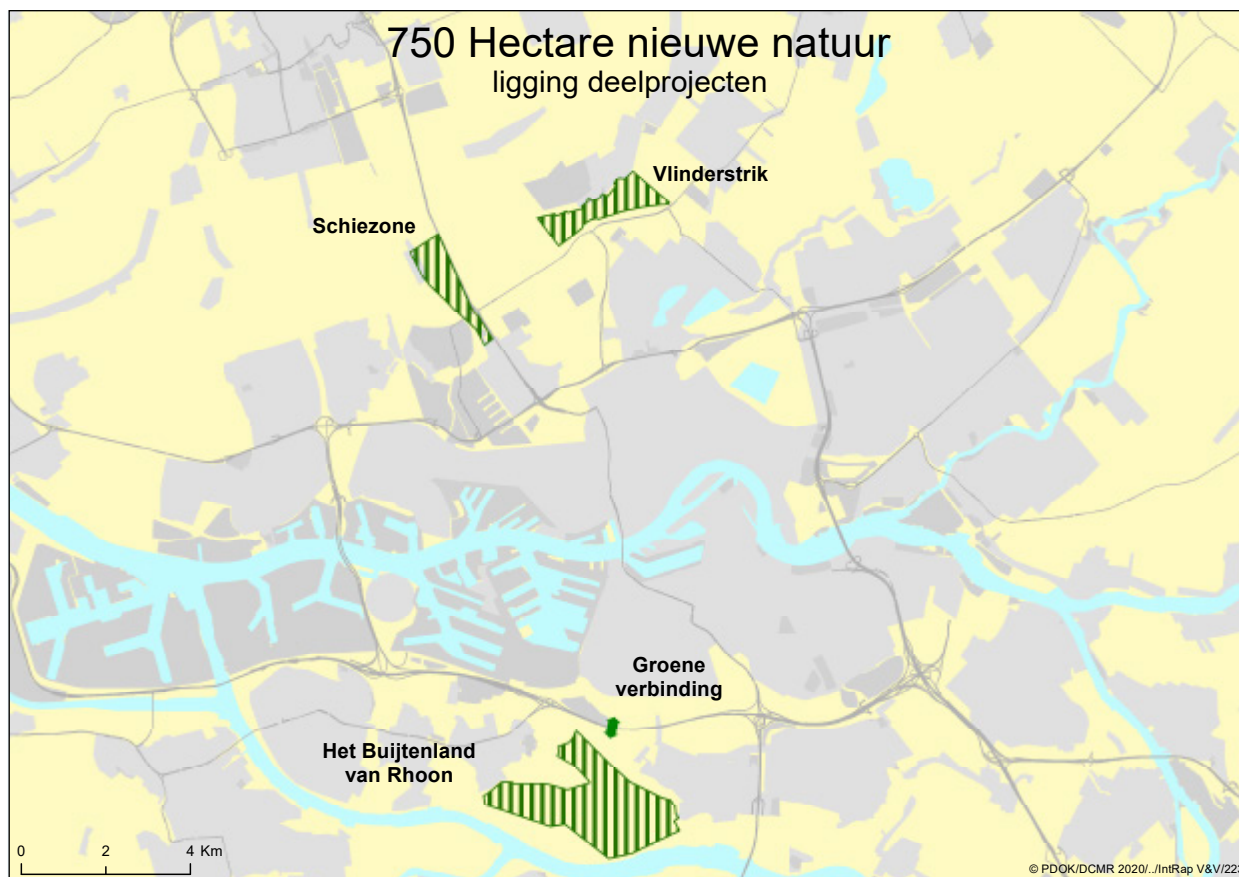 750 Hectare nieuwe natuur
ligging deelprojecten
Vlinderstrik
Schiezone
Groene
verbinding
Het Buijtenland
van Rhoon
0 2 4 Km
© PDOK/DCMR 2020/../IntRap V&V/223